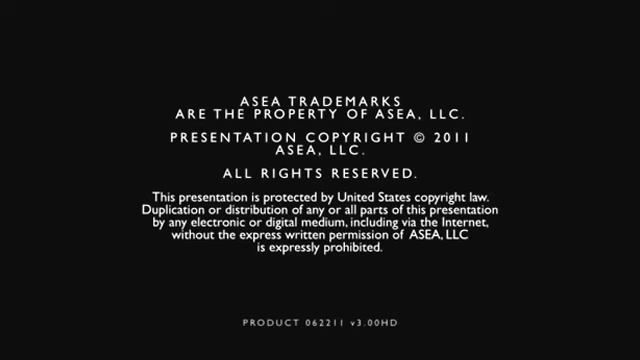 ASEA TRADEMARKS
ARE THE PROPERTY OF ASEA, LLC.
PRESENTATION COPYRIGHT © 2011
ASEA, LLC.
ALL RIGHTS RESERVED.
This presentation is protected by United States copyright law.
Duplication or distribution of any or all parts of this presentation
by any electronic or digital medium, including via the Internet,
without the express written permission of ASEA, LLC
is expressly prohibited.
PRODUCT 062211 v3.00HD